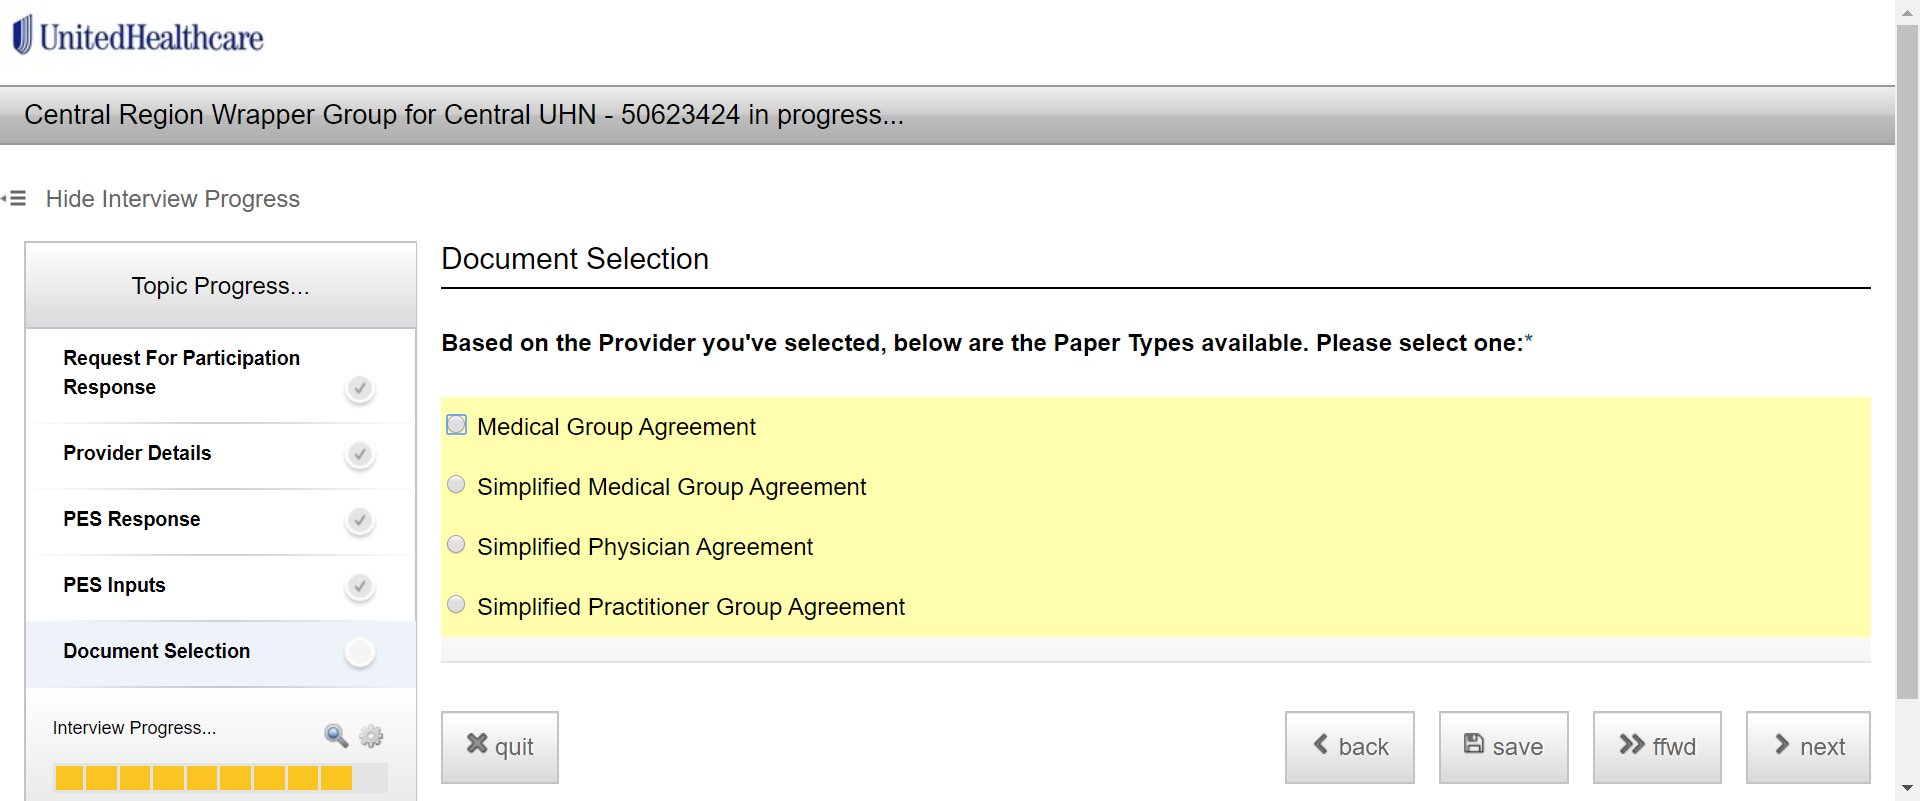 UnitedHealthcare
Central Region Wrapper Group for Central UHN - 50623424 in progress...
Hide Interview Progress
Topic Progress...
Request For Participation
Response
Provider Details
PES Response
PES Inputs
Document Selection
Interview Progress...
Document Selection
Based on the Provider you've selected, below are the Paper Types available. Please select one:*
Medical Group Agreement
Simplified Medical Group Agreement
Simplified Physician Agreement
Simplified Practitioner Group Agreement
quit
back
save
ffwd
next